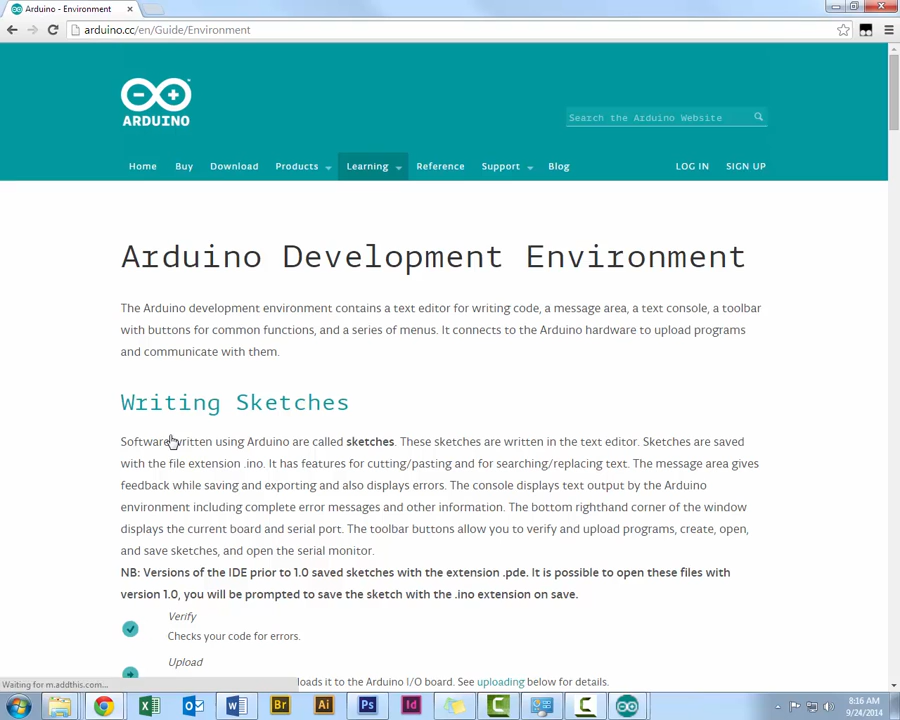 Arduino - Environment
arduino.cc/en/Guide/Environment
ARDUINO
Search the Arduino Website
Home Buy Download Products Learning Reference Support Blog LOG IN SIGN UP
Arduino Development Environment
The Arduino development environment contains a text editor for writing code, a message area, a text console, a toolbar
with buttons for common functions, and a series of menus. It connects to the Arduino hardware to upload programs
and communicate with them.
Writing Sketches
Software written using Arduino are called sketches. These sketches are written in the text editor. Sketches are saved
with the file extension .ino. It has features for cutting/pasting and for searching/replacing text. The message area gives
feedback while saving and exporting and also displays errors. The console displays text output by the Arduino
environment including complete error messages and other information. The bottom righthand corner of the window
displays the current board and serial port. The toolbar buttons allow you to verify and upload programs, create, open,
and save sketches, and open the serial monitor.
NB: Versions of the IDE prior to 1.0 saved sketches with the extension .pde. It is possible to open these files with
version 1.0, you will be prompted to save the sketch with the .ino extension on save.
Verify
Checks your code for errors.
Upload
loads it to the Arduino I/O board. See uploading below for details.
Waiting for m.addthis.com...
Br Ai Ps Id
8:16 AM
9/24/2014